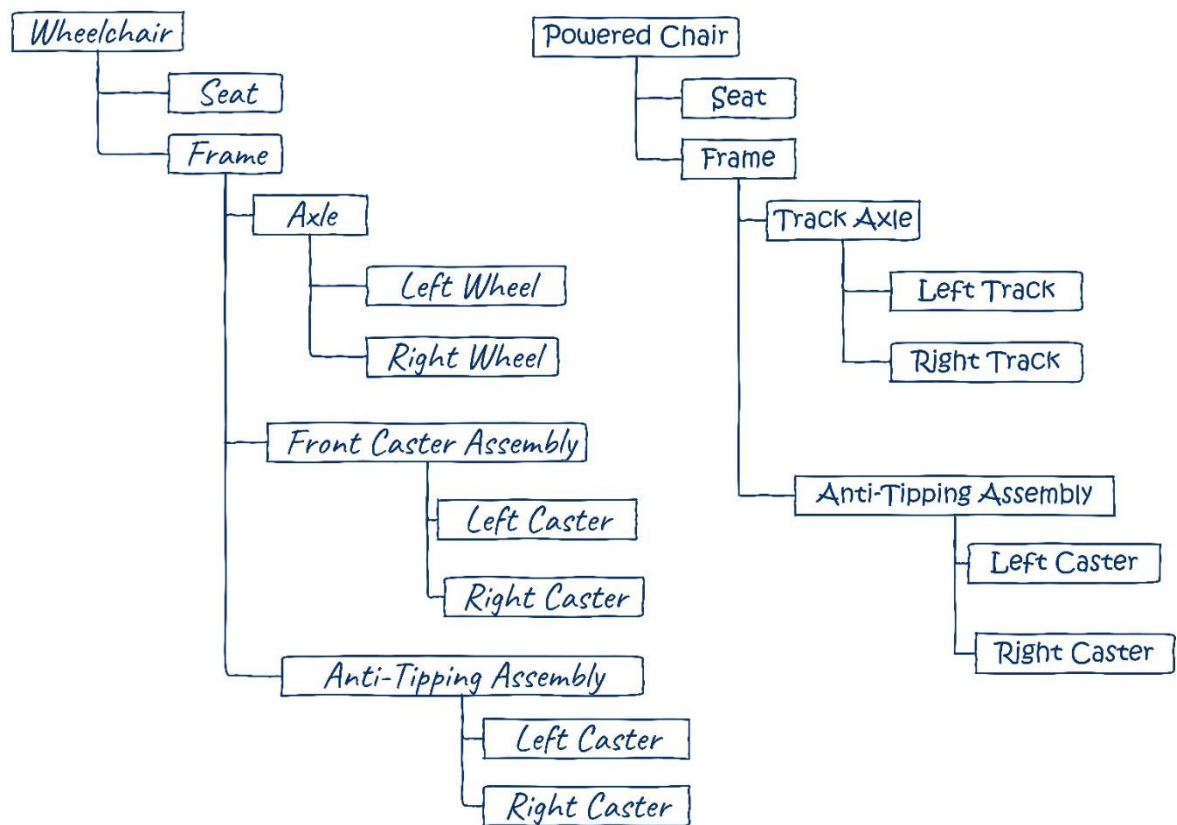 Wheelchair
Seat
Frame
Axle
Left Wheel
Right Wheel
Front Caster Assembly
Left Caster
Right Caster
Anti-Tipping Assembly
Left Caster
Right Caster
Powered Chair
Seat
Frame
Track Axle
Left Track
Right Track
Anti-Tipping Assembly
Left Caster
Right Caster